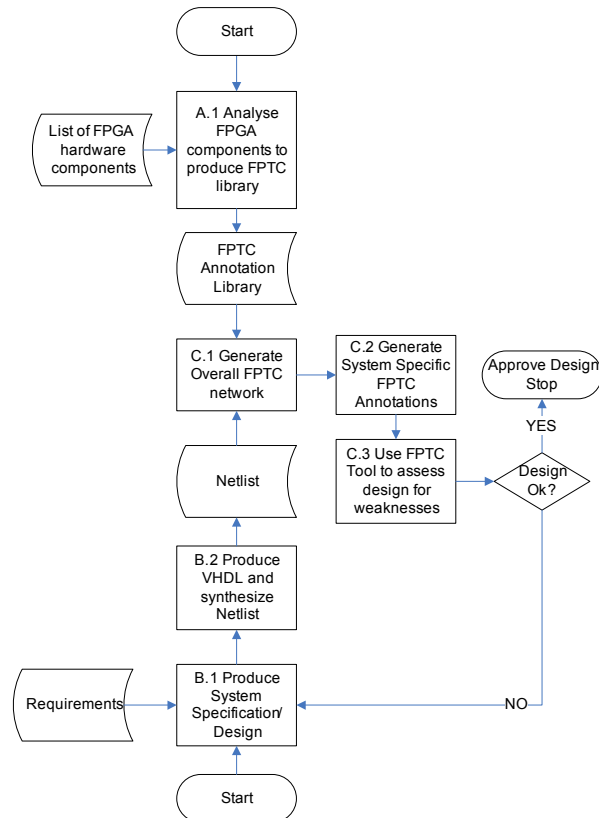 Start
List of FPGA
hardware
components
A.1 Analyse
FPGA
components to
produce FPTC
library
FPTC
Annotation
Library
C.1 Generate
Overall FPTC
network
C.2 Generate
System Specific
FPTC
Annotations
Approve Design
Stop
YES
C.3 Use FPTC
Tool to assess
design for
weaknesses
Design
Ok?
Netlist
B.2 Produce
VHDL and
synthesize
Netlist
Requirements
B.1 Produce
System
Specification/
Design
NO
Start